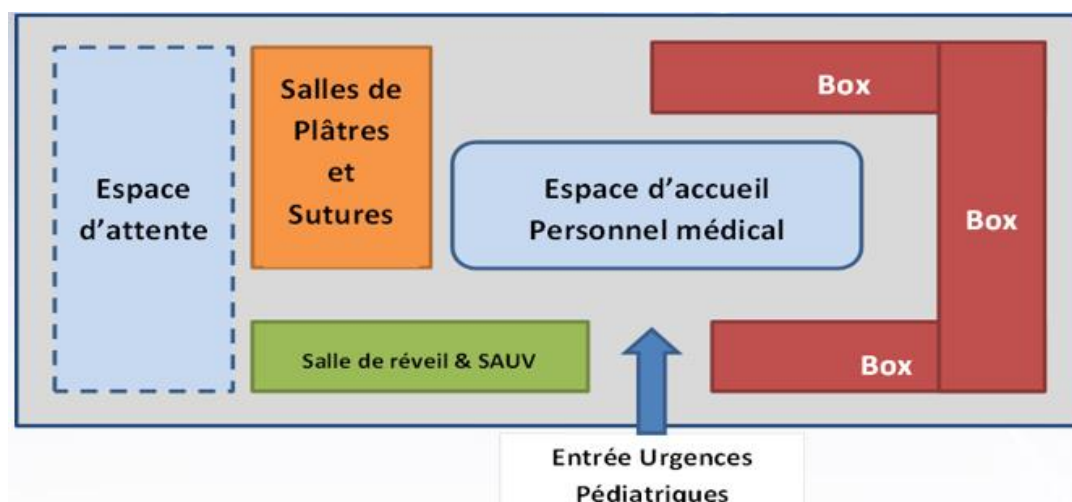 Espace
d'attente
Salles de
Plâtres
et
Sutures
Espace d'accueil
Personnel médical
Box
Box
Box
Salle de réveil & SAUV
Entrée Urgences
Pédiatriques